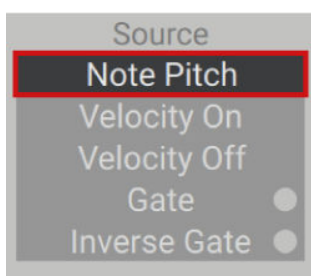 Source
Note Pitch
Velocity On
Velocity Off
Gate
Inverse Gate